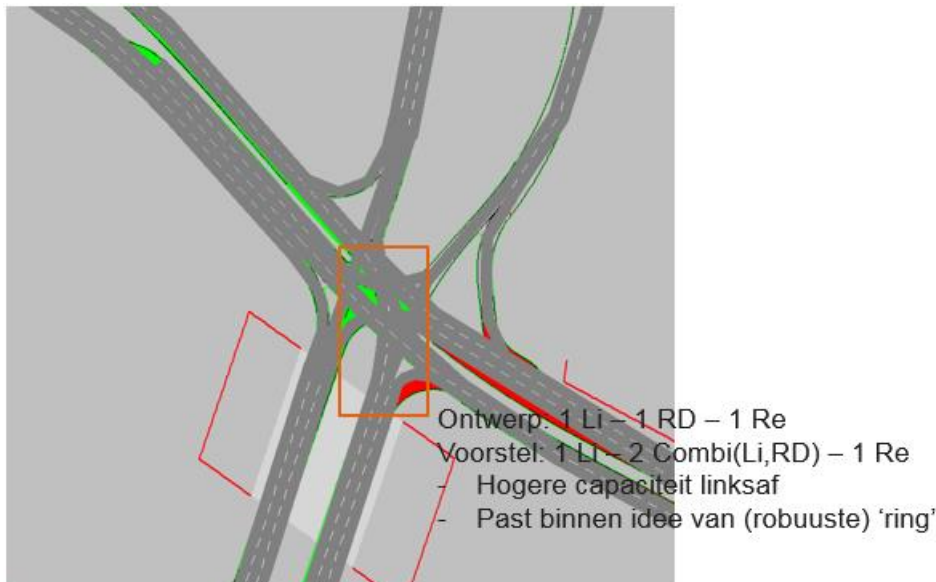 Ontwerp: 1 Li – 1 RD – 1 Re
Voorstel: 1 Li – 2 Combi(Li,RD) – 1 Re
- Hogere capaciteit linksaf
- Past binnen idee van (robuuste) ‘ring’